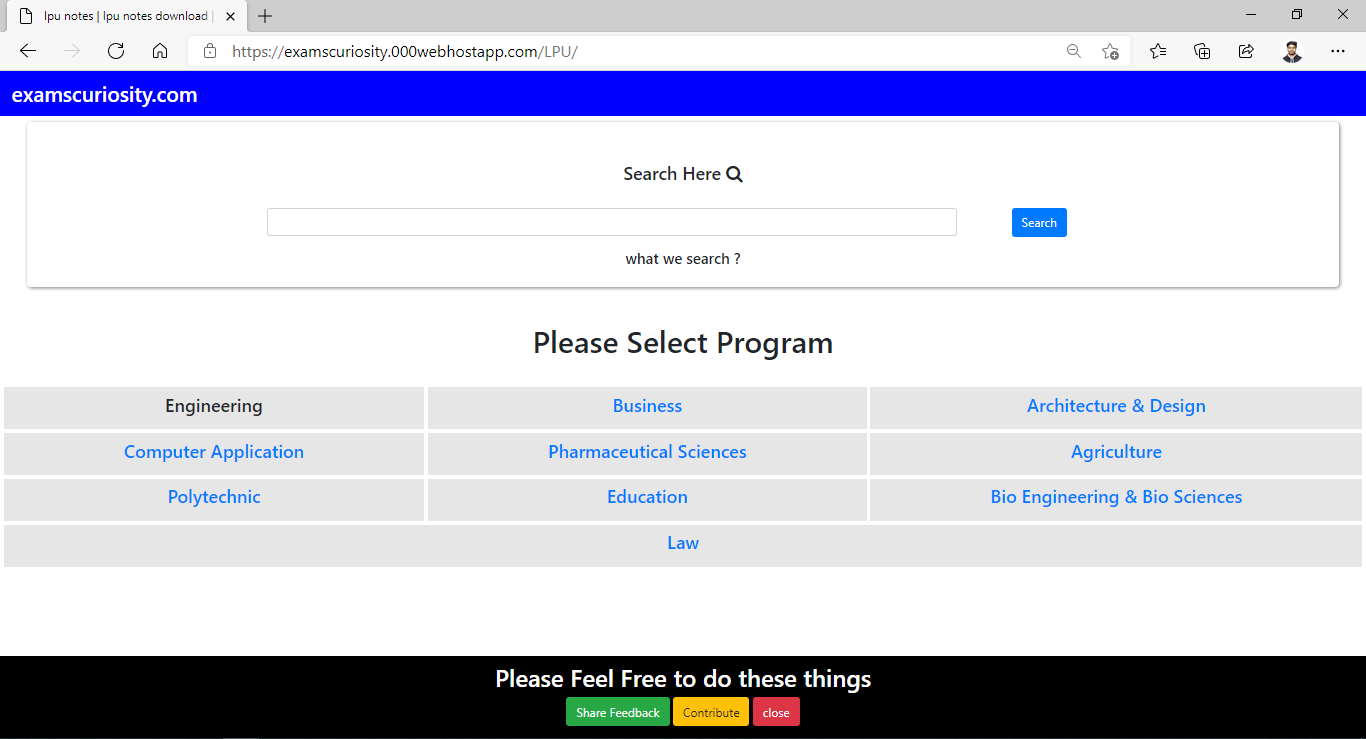 lpu notes | lpu notes download |
https://examscuriosity.000webhostapp.com/LPU/
examscuriosity.com
Search Here
Search
what we search ?
Please Select Program
Engineering Business Architecture & Design
Computer Application Pharmaceutical Sciences Agriculture
Polytechnic Education Bio Engineering & Bio Sciences
Law
Please Feel Free to do these things
Share Feedback Contribute close